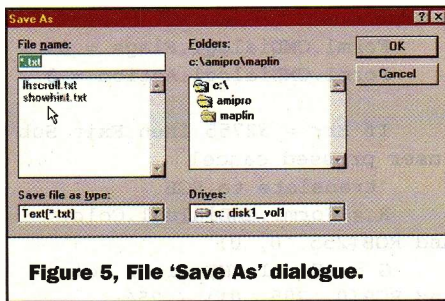 Save As
File name:
*.txt
lhscroll.txt
showhint.txt
Save file as type:
Text(*.txt)
Folders:
c:\amipro\maplin
c:\
amipro
maplin
Drives:
c: disk1_vol1
OK
Cancel
Figure 5, File ‘Save As’ dialogue.